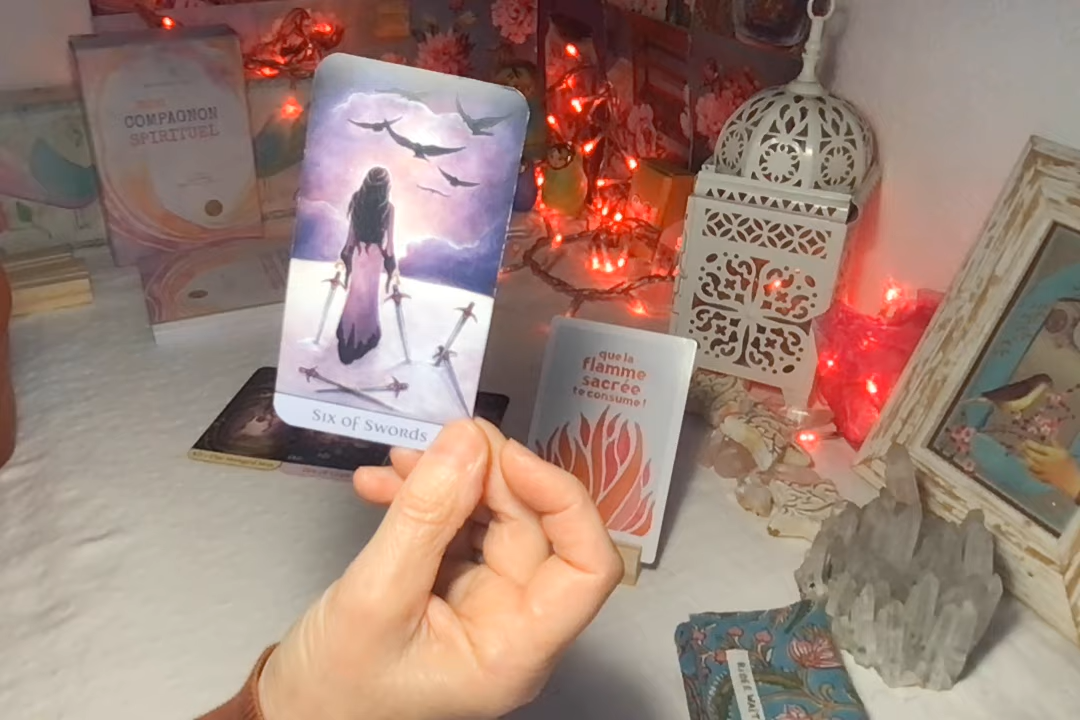 COMPAGNON
SPIRITUEL
SIX OF SWORDS
que la
flamme
sacrée
te consume!